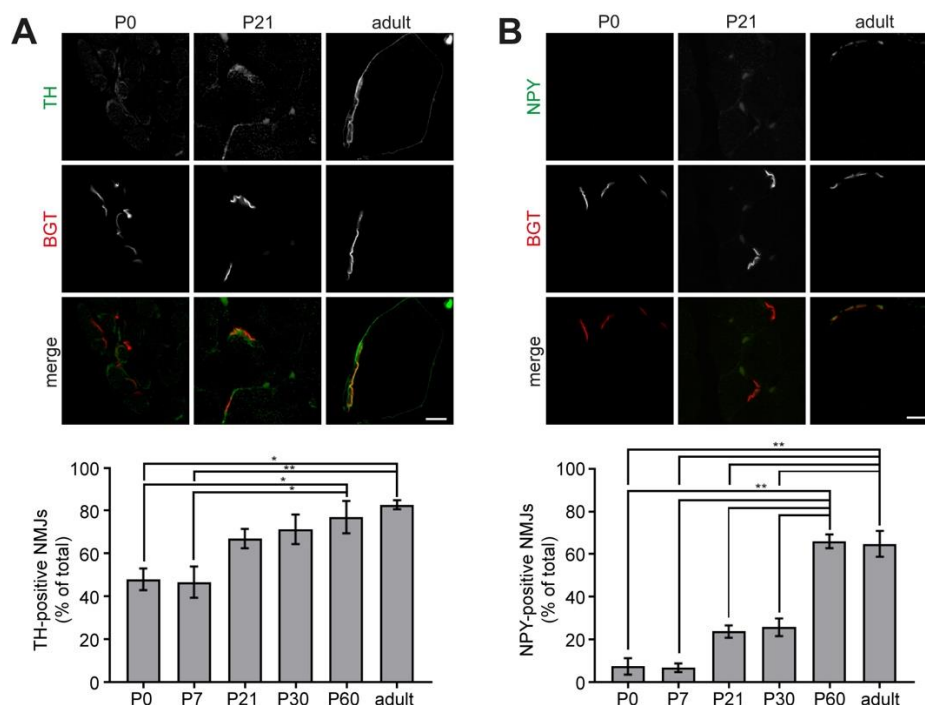 A
P0 P21 adult
TH
BGT
merge
TH-positive NMJs
(% of total)
100
80
60
40
20
0
* 
**
*
*
P0 P7 P21 P30 P60 adult
B
P0 P21 adult
NPY
BGT
merge
NPY-positive NMJs
(% of total)
100
80
60
40
20
0
**
**
P0 P7 P21 P30 P60 adult